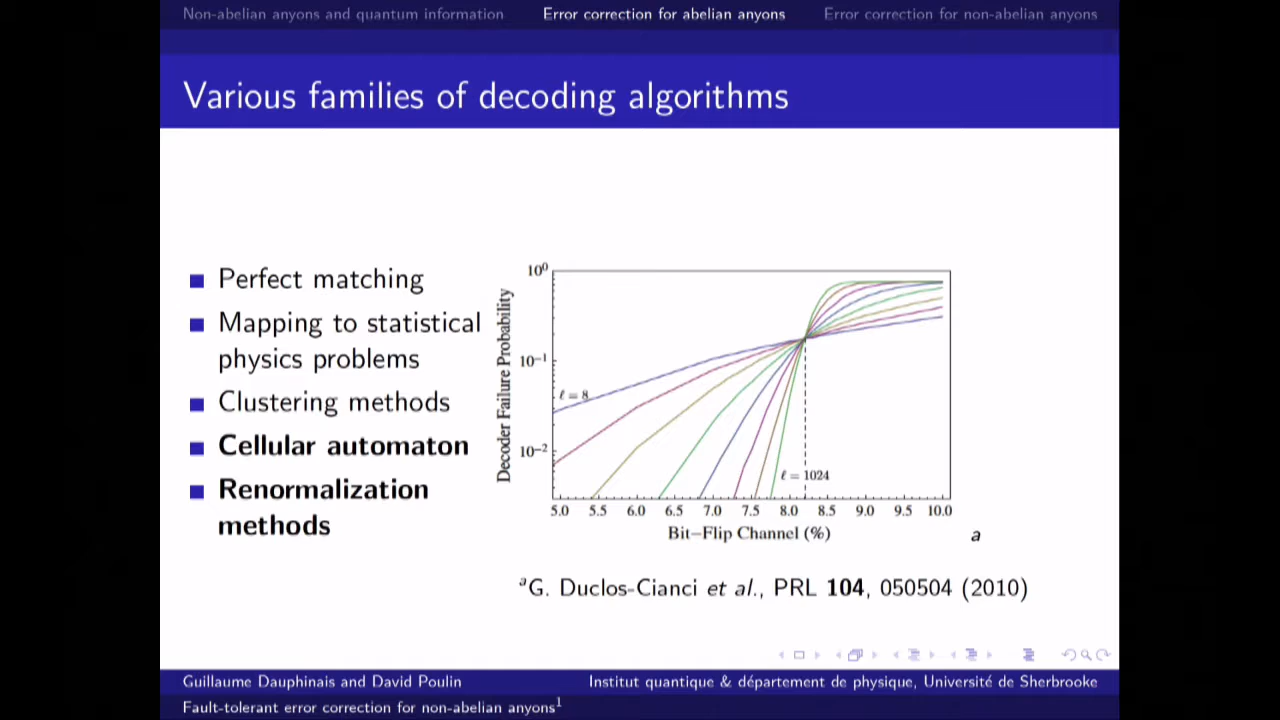 Non-abelian anyons and quantum information Error correction for abelian anyons Error correction for non-abelian anyons
Various families of decoding algorithms
Perfect matching
Mapping to statistical
physics problems
Clustering methods
Cellular automaton
Renormalization
methods
Decoder Failure Probability
10⁰
10⁻¹
10⁻²
ℓ = 8
ℓ = 1024
5.0 5.5 6.0 6.5 7.0 7.5 8.0 8.5 9.0 9.5 10.0
Bit−Flip Channel (%)
a
ᵃG. Duclos-Cianci et al., PRL 104, 050504 (2010)
Guillaume Dauphinais and David Poulin Institut quantique & département de physique, Université de Sherbrooke
Fault-tolerant error correction for non-abelian anyons¹